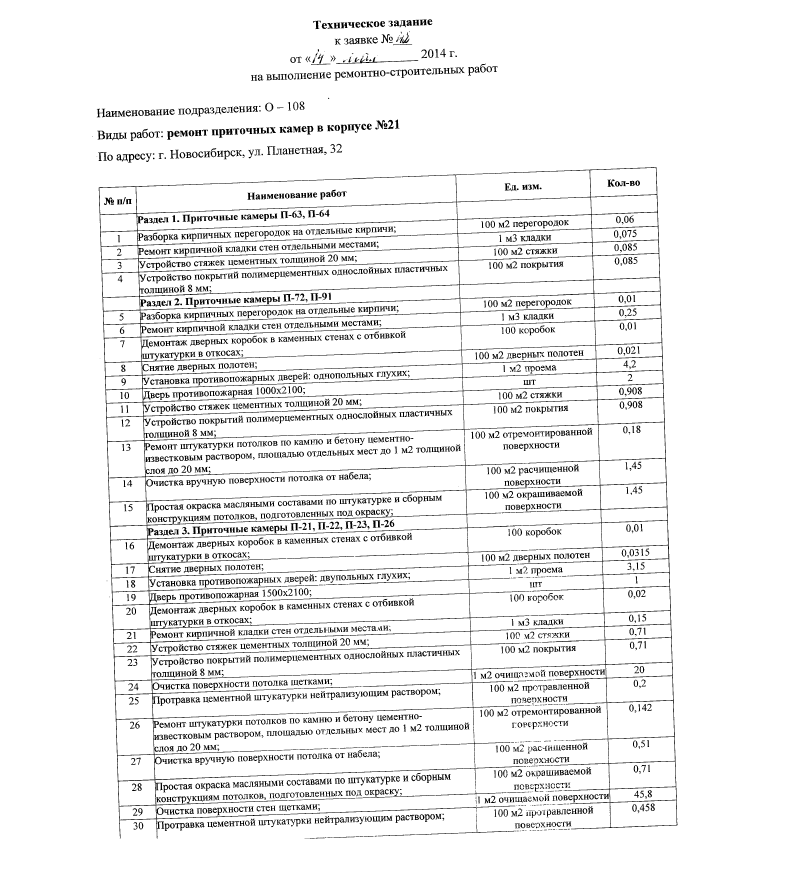 Техническое задание
к заявке №
от «14» мая 2014 г.
на выполнение ремонтно-строительных работ
Наименование подразделения: О – 108
Виды работ: ремонт приточных камер в корпусе №21
По адресу: г. Новосибирск, ул. Планетная, 32
№ п/п Наименование работ Ед. изм. Кол-во
Раздел 1. Приточные камеры П-63, П-64
1 Разборка кирпичных перегородок на отдельные кирпичи; 100 м2 перегородок 0,06
2 Ремонт кирпичной кладки стен отдельными местами; 1 м3 кладки 0,075
3 Устройство стяжек цементных толщиной 20 мм; 100 м2 стяжки 0,085
4 Устройство покрытий полимерцементных однослойных пластичных 100 м2 покрытия 0,085
толщиной 8 мм;
Раздел 2. Приточные камеры П-72, П-91
5 Разборка кирпичных перегородок на отдельные кирпичи; 100 м2 перегородок 0,01
6 Ремонт кирпичной кладки стен отдельными местами; 1 м3 кладки 0,25
7 Демонтаж дверных коробок в каменных стенах с отбивкой 100 коробок 0,01
штукатурки в откосах;
8 Снятие дверных полотен; 100 м2 дверных полотен 0,021
9 Установка противопожарных дверей: однопольных глухих; 1 м2 проема 4,2
10 Дверь противопожарная 1000х2100; шт 2
11 Устройство стяжек цементных толщиной 20 мм; 100 м2 стяжки 0,908
12 Устройство покрытий полимерцементных однослойных пластичных 100 м2 покрытия 0,908
толщиной 8 мм;
13 Ремонт штукатурки потолков по камню и бетону цементно- 100 м2 отремонтированной 0,18
известковым раствором, площадью отдельных мест до 1 м2 толщиной поверхности
слоя до 20 мм;
14 Очистка вручную поверхности потолка от набела; 100 м2 расчищенной 1,45
поверхности
15 Простая окраска масляными составами по штукатурке и сборным 100 м2 окрашиваемой 1,45
конструкциям потолков, подготовленных под окраску; поверхности
Раздел 3. Приточные камеры П-21, П-22, П-23, П-26
16 Демонтаж дверных коробок в каменных стенах с отбивкой 100 коробок 0,01
штукатурки в откосах;
17 Снятие дверных полотен; 100 м2 дверных полотен 0,0315
18 Установка противопожарных дверей: двупольных глухих; 1 м2 проема 3,15
19 Дверь противопожарная 1500х2100; шт 1
20 Демонтаж дверных коробок в каменных стенах с отбивкой 100 коробок 0,02
штукатурки в откосах;
21 Ремонт кирпичной кладки стен отдельными местами; 1 м3 кладки 0,15
22 Устройство стяжек цементных толщиной 20 мм; 100 м2 стяжки 0,71
23 Устройство покрытий полимерцементных однослойных пластичных 100 м2 покрытия 0,71
толщиной 8 мм;
24 Очистка поверхности потолка щетками; 1 м2 очищаемой поверхности 20
25 Протравка цементной штукатурки нейтрализующим раствором; 100 м2 протравленной 0,2
поверхности
26 Ремонт штукатурки потолков по камню и бетону цементно- 100 м2 отремонтированной 0,142
известковым раствором, площадью отдельных мест до 1 м2 толщиной поверхности
слоя до 20 мм;
27 Очистка вручную поверхности потолка от набела; 100 м2 расчищенной 0,51
поверхности
28 Простая окраска масляными составами по штукатурке и сборным 100 м2 окрашиваемой 0,71
конструкциям потолков, подготовленных под окраску; поверхности
29 Очистка поверхности стен щетками; 1 м2 очищаемой поверхности 45,8
30 Протравка цементной штукатурки нейтрализующим раствором; 100 м2 протравленной 0,458
поверхности